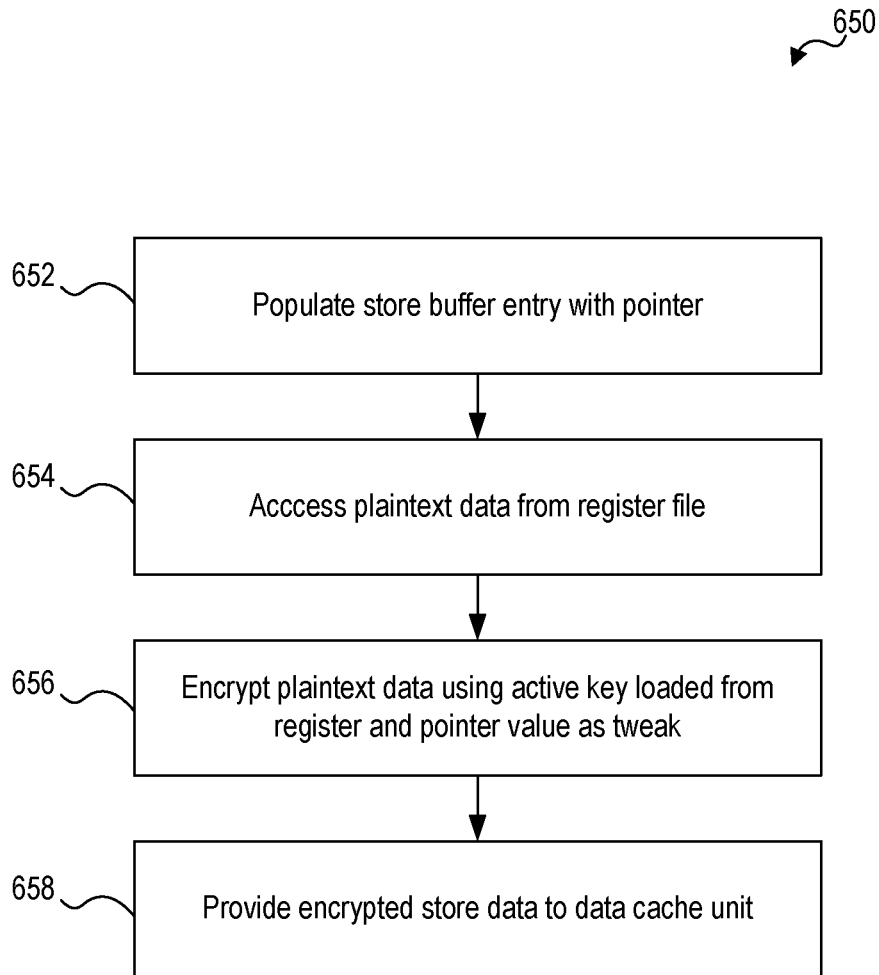 650
652
Populate store buffer entry with pointer
654
Acccess plaintext data from register file
656
Encrypt plaintext data using active key loaded from
register and pointer value as tweak
658
Provide encrypted store data to data cache unit